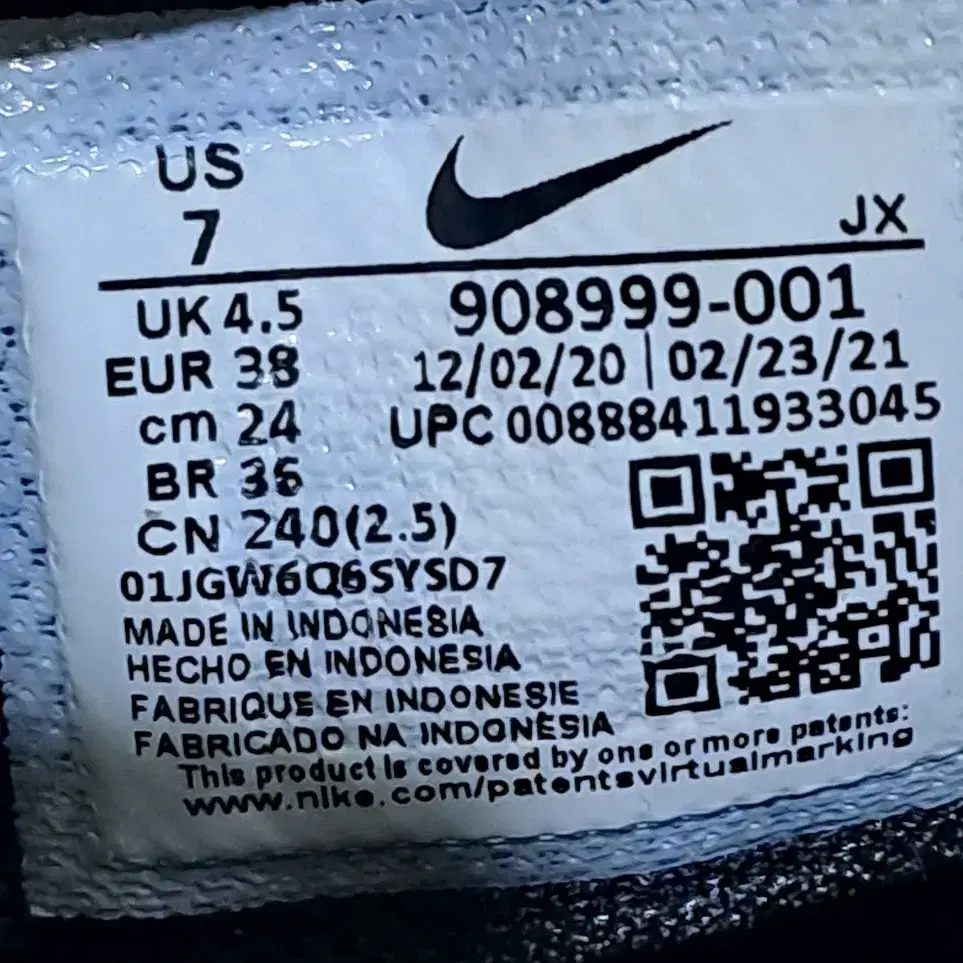 US
7
JX
UK 4.5
908999-001
EUR 38
12/02/20 | 02/23/21
cm 24
UPC 00888411933045
BR 36
CN 240(2.5)
01JGW6Q6SYSD7
MADE IN INDONESIA
HECHO EN INDONESIA
FABRIQUE EN INDONESIE
FABRICADO NA INDONÉSIA
This product is covered by one or more patents:
www.nike.com/patentsvirtualmarking